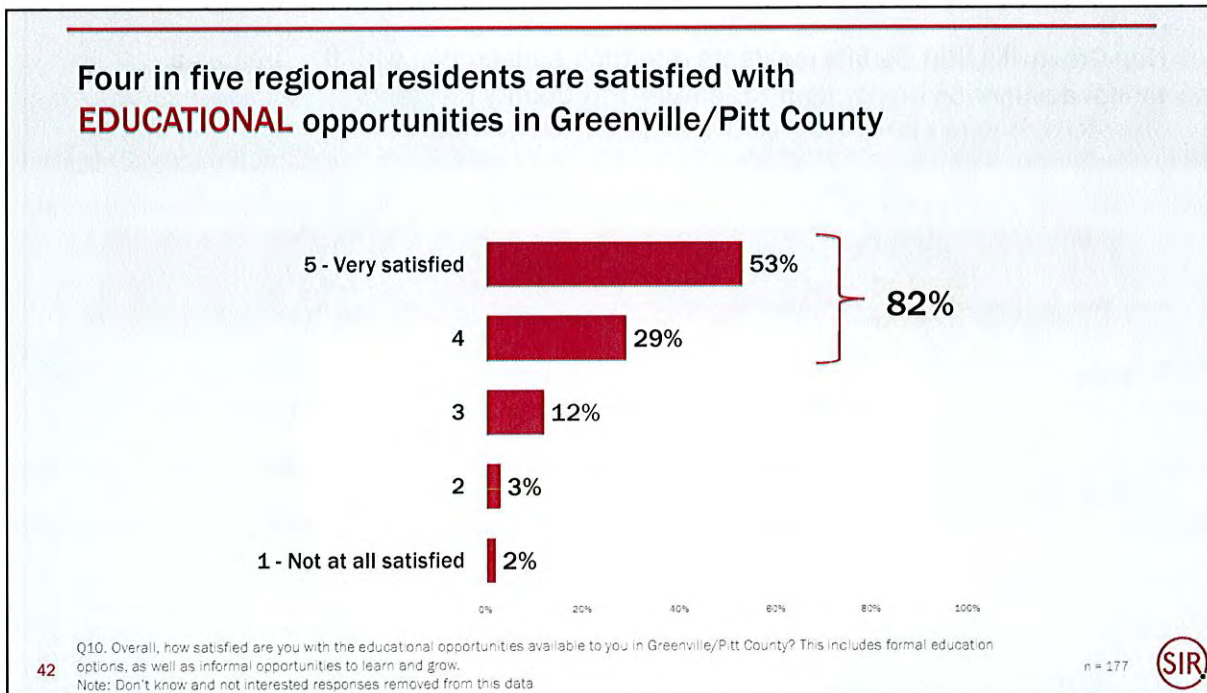 Four in five regional residents are satisfied with
EDUCATIONAL opportunities in Greenville/Pitt County
5 - Very satisfied 53%
82%
4 29%
3 12%
2 3%
1 - Not at all satisfied 2%
0% 20% 40% 60% 80% 100%
Q10. Overall, how satisfied are you with the educational opportunities available to you in Greenville/Pitt County? This includes formal education
options, as well as informal opportunities to learn and grow.
42
Note: Don't know and not interested responses removed from this data
n = 177
SIR